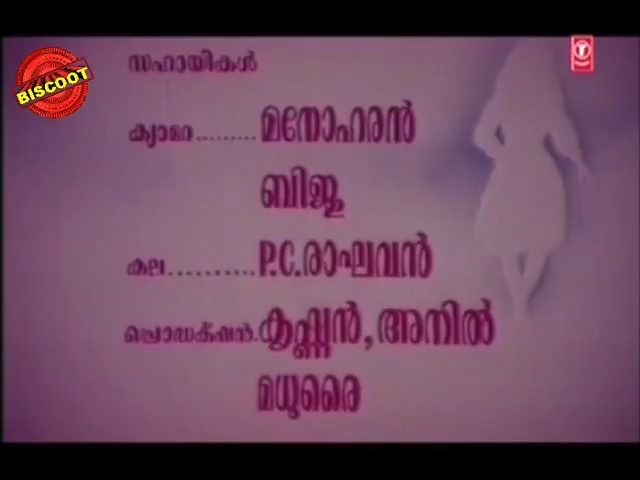 BISCOOT
T
സഹായികൾ
ക്യാമറ......... മനോഹരൻ
ബിജു
കല.......... P.C.രാഘവൻ
പ്രൊഡക്ഷൻ. കൃഷ്ണൻ, അനിൽ
മധുരൈ